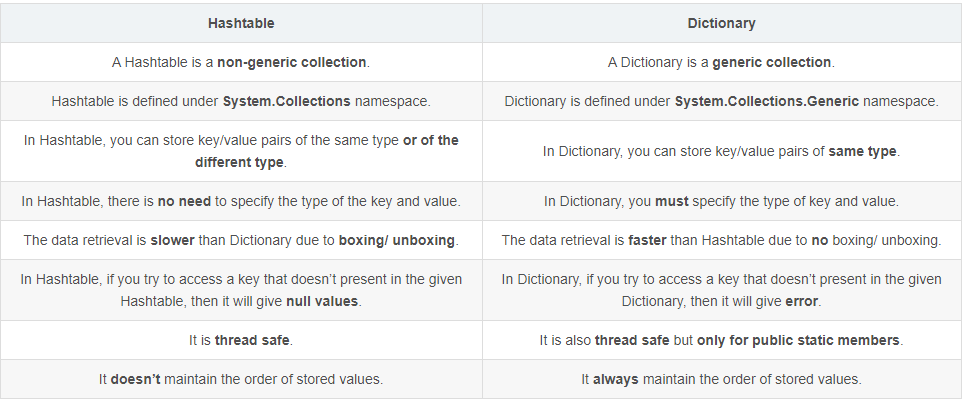 Hashtable
Dictionary
A Hashtable is a non-generic collection.
A Dictionary is a generic collection.
Hashtable is defined under System.Collections namespace.
Dictionary is defined under System.Collections.Generic namespace.
In Hashtable, you can store key/value pairs of the same type or of the
different type.
In Dictionary, you can store key/value pairs of same type.
In Hashtable, there is no need to specify the type of the key and value.
In Dictionary, you must specify the type of key and value.
The data retrieval is slower than Dictionary due to boxing/ unboxing.
The data retrieval is faster than Hashtable due to no boxing/ unboxing.
In Hashtable, if you try to access a key that doesn’t present in the given
Hashtable, then it will give null values.
In Dictionary, if you try to access a key that doesn’t present in the given
Dictionary, then it will give error.
It is thread safe.
It is also thread safe but only for public static members.
It doesn’t maintain the order of stored values.
It always maintain the order of stored values.